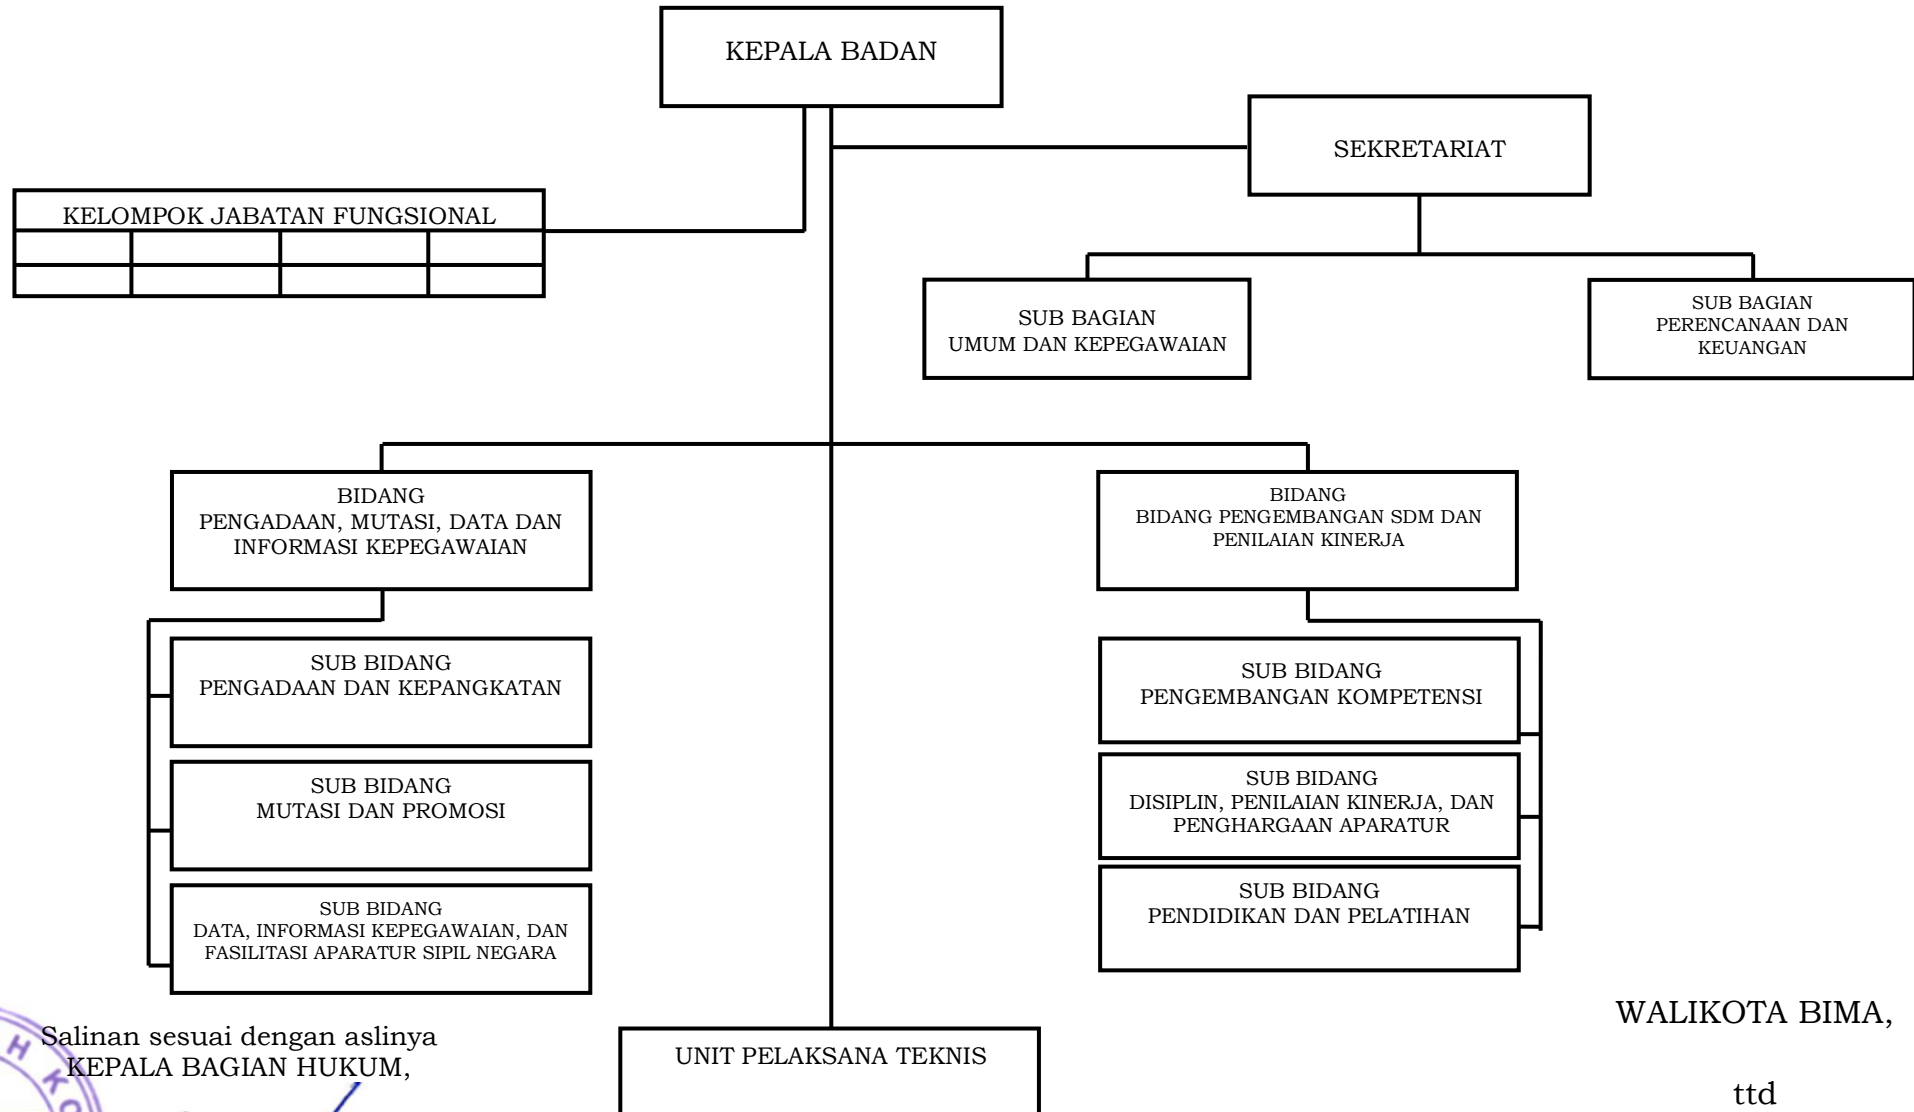 KEPALA BADAN
SEKRETARIAT
KELOMPOK JABATAN FUNGSIONAL
SUB BAGIAN
UMUM DAN KEPEGAWAIAN
SUB BAGIAN
PERENCANAAN DAN
KEUANGAN
BIDANG
PENGADAAN, MUTASI, DATA DAN
INFORMASI KEPEGAWAIAN
BIDANG
BIDANG PENGEMBANGAN SDM DAN
PENILAIAN KINERJA
SUB BIDANG
PENGADAAN DAN KEPANGKATAN
SUB BIDANG
MUTASI DAN PROMOSI
SUB BIDANG
DATA, INFORMASI KEPEGAWAIAN, DAN
FASILITASI APARATUR SIPIL NEGARA
SUB BIDANG
PENGEMBANGAN KOMPETENSI
SUB BIDANG
DISIPLIN, PENILAIAN KINERJA, DAN
PENGHARGAAN APARATUR
SUB BIDANG
PENDIDIKAN DAN PELATIHAN
UNIT PELAKSANA TEKNIS
Salinan sesuai dengan aslinya
KEPALA BAGIAN HUKUM,
WALIKOTA BIMA,
ttd